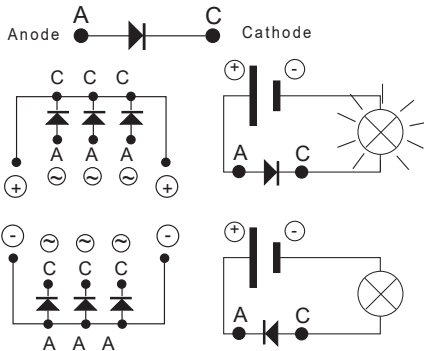 A C
Anode Cathode
C C C
A A A
~ ~ ~
+ +
+ -
A C
- ~ ~ ~ -
C C C
A A A
+ -
A C